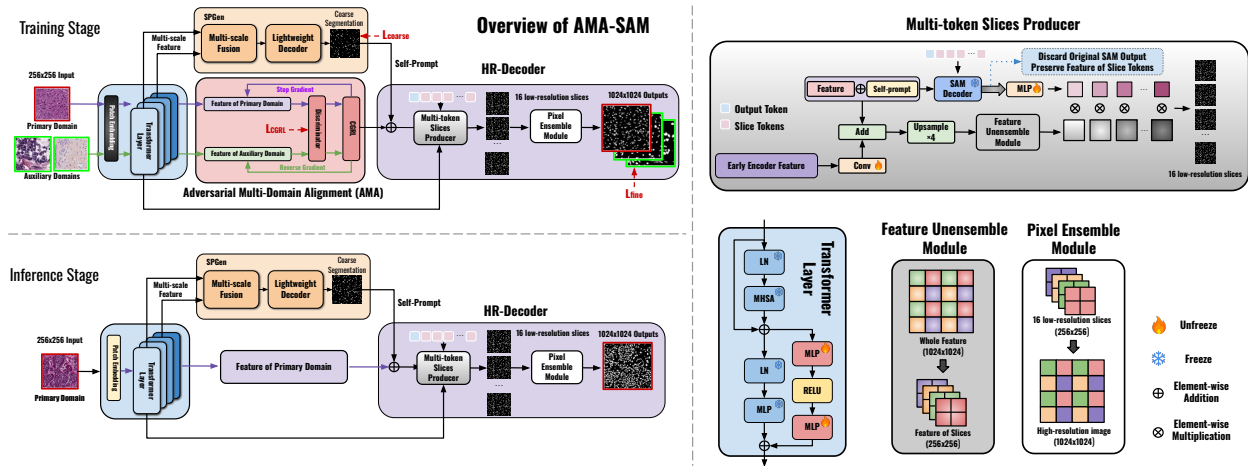 Training Stage
Overview of AMA-SAM
SPGen
Multi-scale
Fusion
Lightweight
Decoder
Coarse
Segmentation
Lcoarse
Multi-scale
Feature
Self-Prompt
HR-Decoder
256x256 Input
Primary Domain
Auxiliary Domains
Patch Embedding
Transformer
Layer
Stop Gradient
Feature of Primary Domain
LCGRL
Discriminator
CGRL
Feature of Auxiliary Domain
Reverse Gradient
Adversarial Multi-Domain Alignment (AMA)
...
Multi-token
Slices
Producer
16 low-resolution slices
...
Pixel
Ensemble
Module
1024x1024 Outputs
Lfine
Inference Stage
SPGen
Multi-scale
Fusion
Lightweight
Decoder
Coarse
Segmentation
Multi-scale
Feature
Self-Prompt
HR-Decoder
256x256 Input
Primary Domain
Patch Embedding
Transformer
Layer
Feature of Primary Domain
...
Multi-token
Slices
Producer
16 low-resolution slices
...
Pixel
Ensemble
Module
1024x1024 Outputs
Multi-token Slices Producer
...
Discard Original SAM Output
Preserve Feature of Slice Tokens
Feature
Self-prompt
SAM
Decoder
MLP
...
Output Token
Slice Tokens
Add
Upsample
×4
Feature
Unensemble
Module
...
...
Early Encoder Feature
Conv
16 low-resolution slices
Transformer
Layer
LN
MHSA
LN
MLP
MLP
RELU
MLP
Feature Unensemble
Module
Whole Feature
(1024x1024)
Feature of Slices
(256x256)
Pixel Ensemble
Module
16 low-resolution slices
(256x256)
High-resolution image
(1024x1024)
Unfreeze
Freeze
Element-wise
Addition
Element-wise
Multiplication